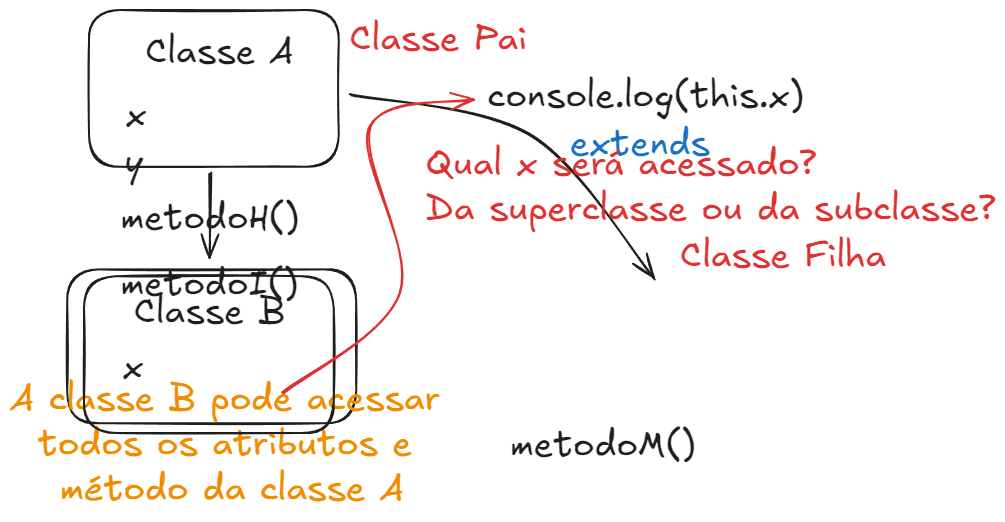 Classe A
Classe Pai
x
console.log(this.x)
y
extends
Qual x será acessado?
Da superclasse ou da subclasse?
metodoH()
Classe Filha
metodoI()
Classe B
x
A classe B pode acessar
todos os atributos e
método da classe A
metodoM()